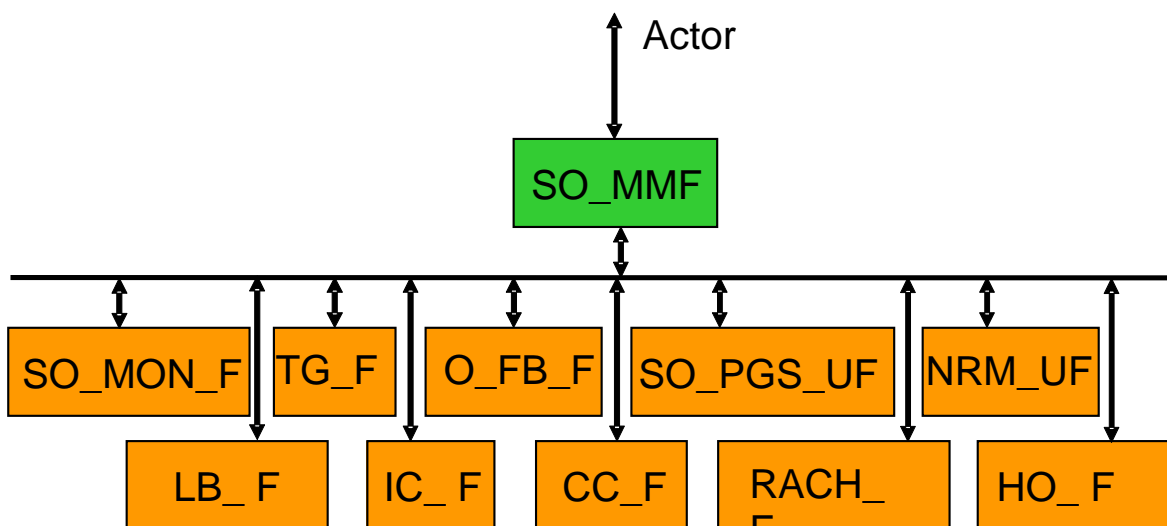 Actor
SO_MMF
SO_MON_F
TG_F
O_FB_F
SO_PGS_UF
NRM_UF
LB_ F
IC_ F
CC_F
RACH_
F
HO_ F